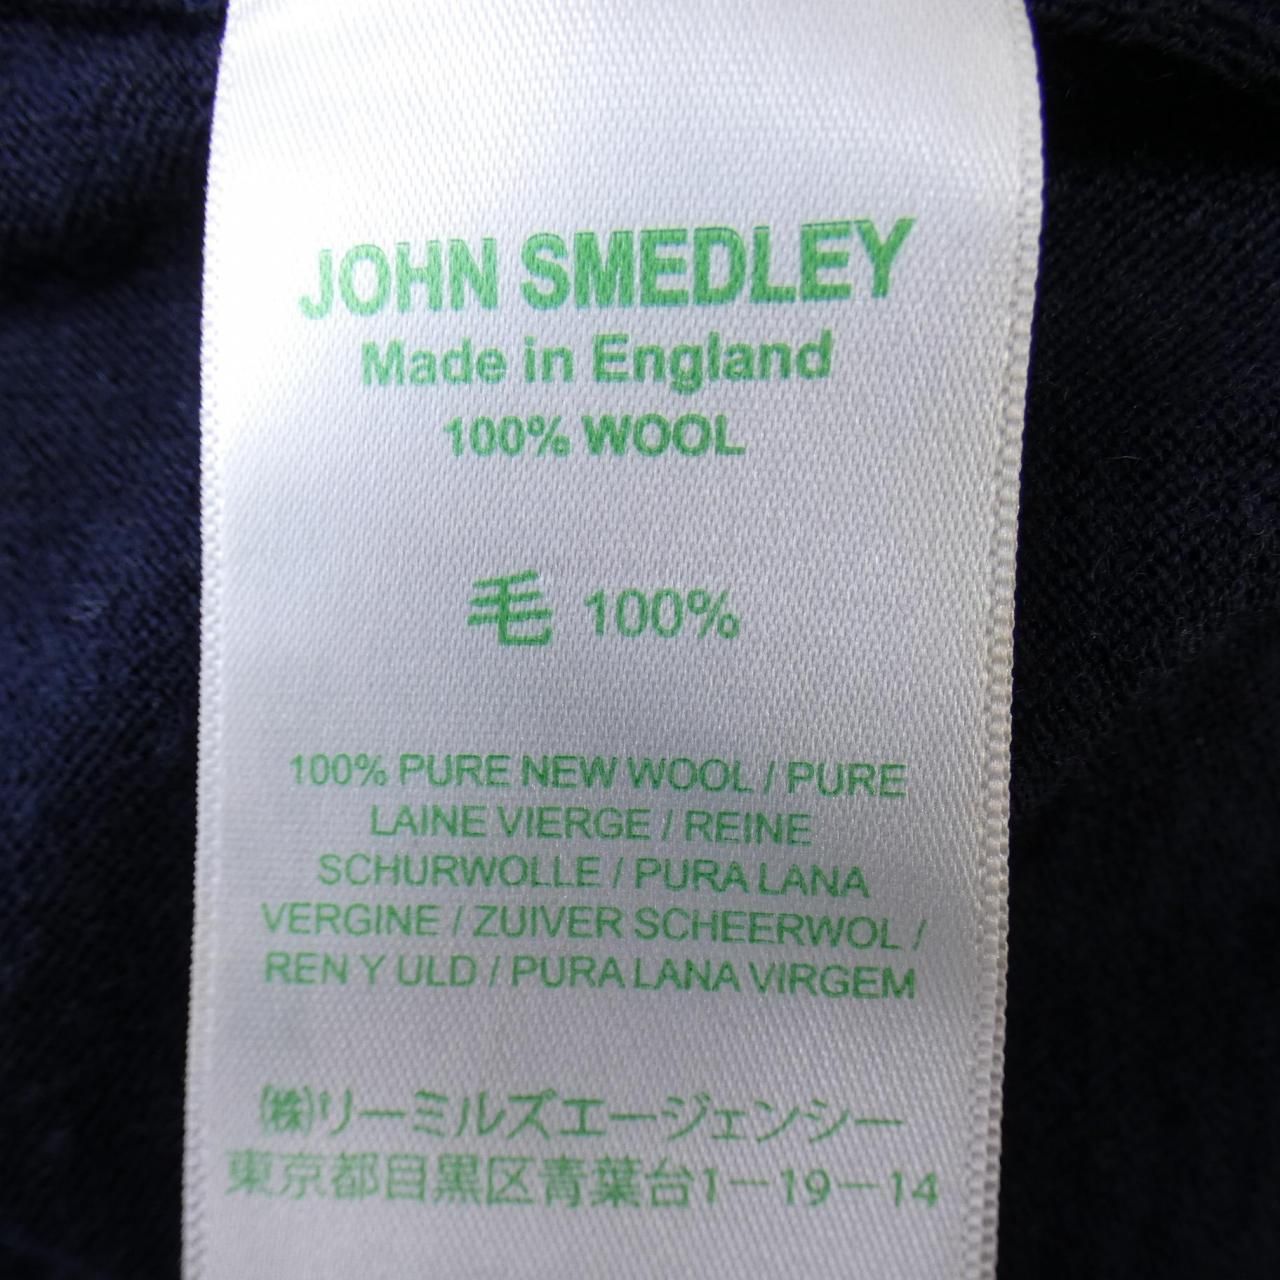 JOHN SMEDLEY
Made in England
100% WOOL
毛 100%
100% PURE NEW WOOL / PURE
LAINE VIERGE / REINE
SCHURWOLLE / PURA LANA
VERGINE / ZUIVER SCHEERWOL /
REN Y ULD / PURA LANA VIRGEM
㈱リーミルズエージェンシー
東京都目黒区青葉台1−19−14